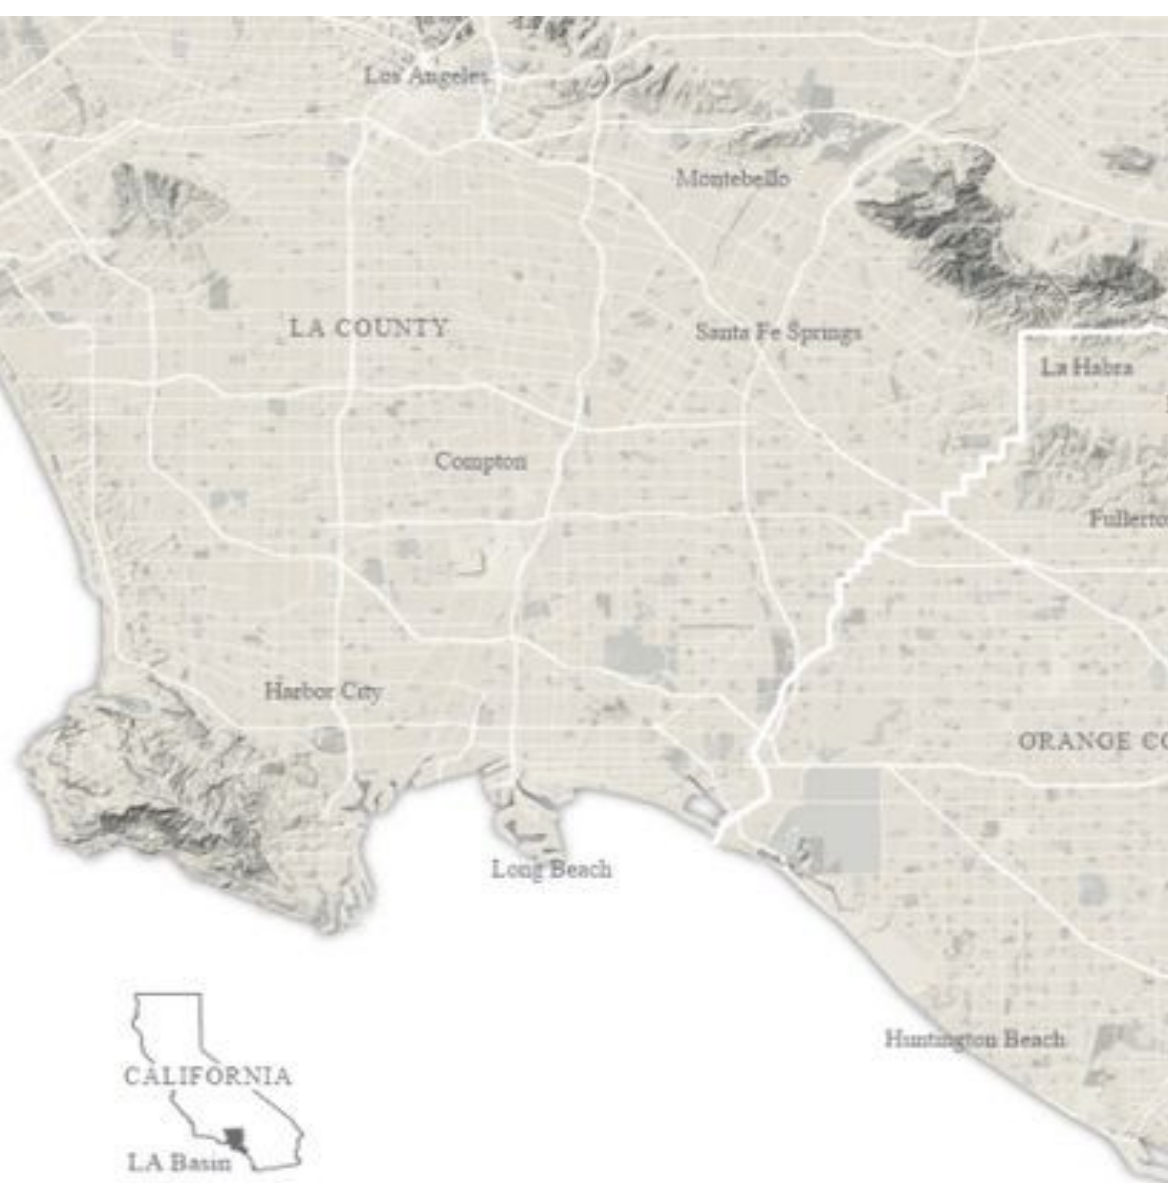 Los Angeles
Montebello
LA COUNTY
Santa Fe Springs
La Habra
Compton
Fullerto
Harbor City
ORANGE CO
Long Beach
Huntington Beach
CALIFORNIA
LA Basin